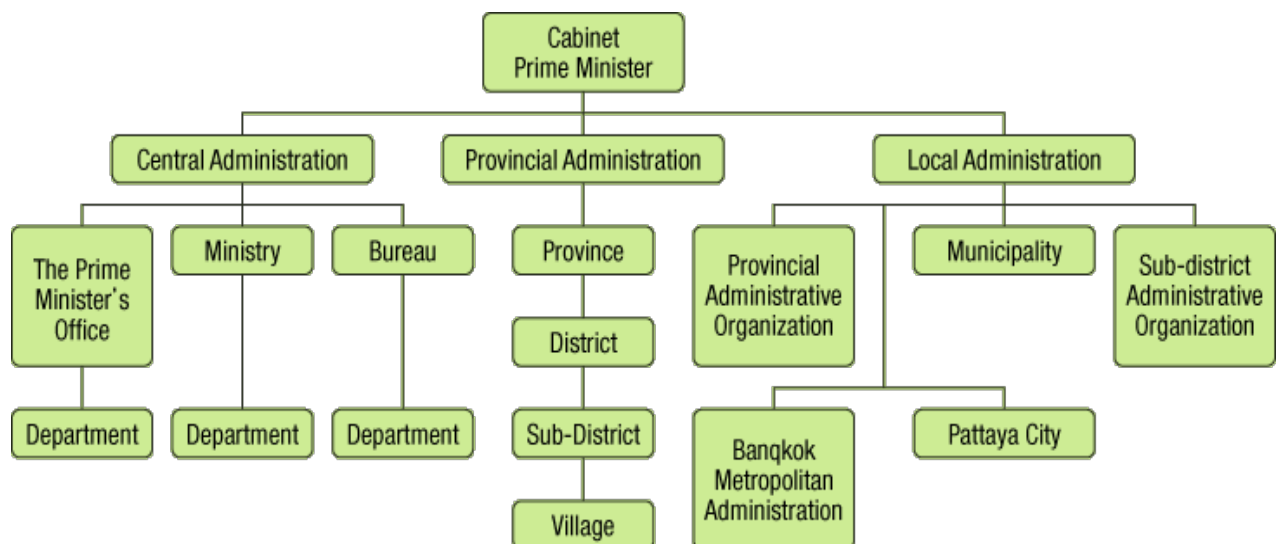 Cabinet
Prime Minister
Central Administration
Provincial Administration
Local Administration
The Prime
Minister's
Office
Ministry
Bureau
Province
Provincial
Administrative
Organization
Municipality
Sub-district
Administrative
Organization
District
Department
Department
Department
Sub-District
Banqkok
Metropolitan
Administration
Pattaya City
Village